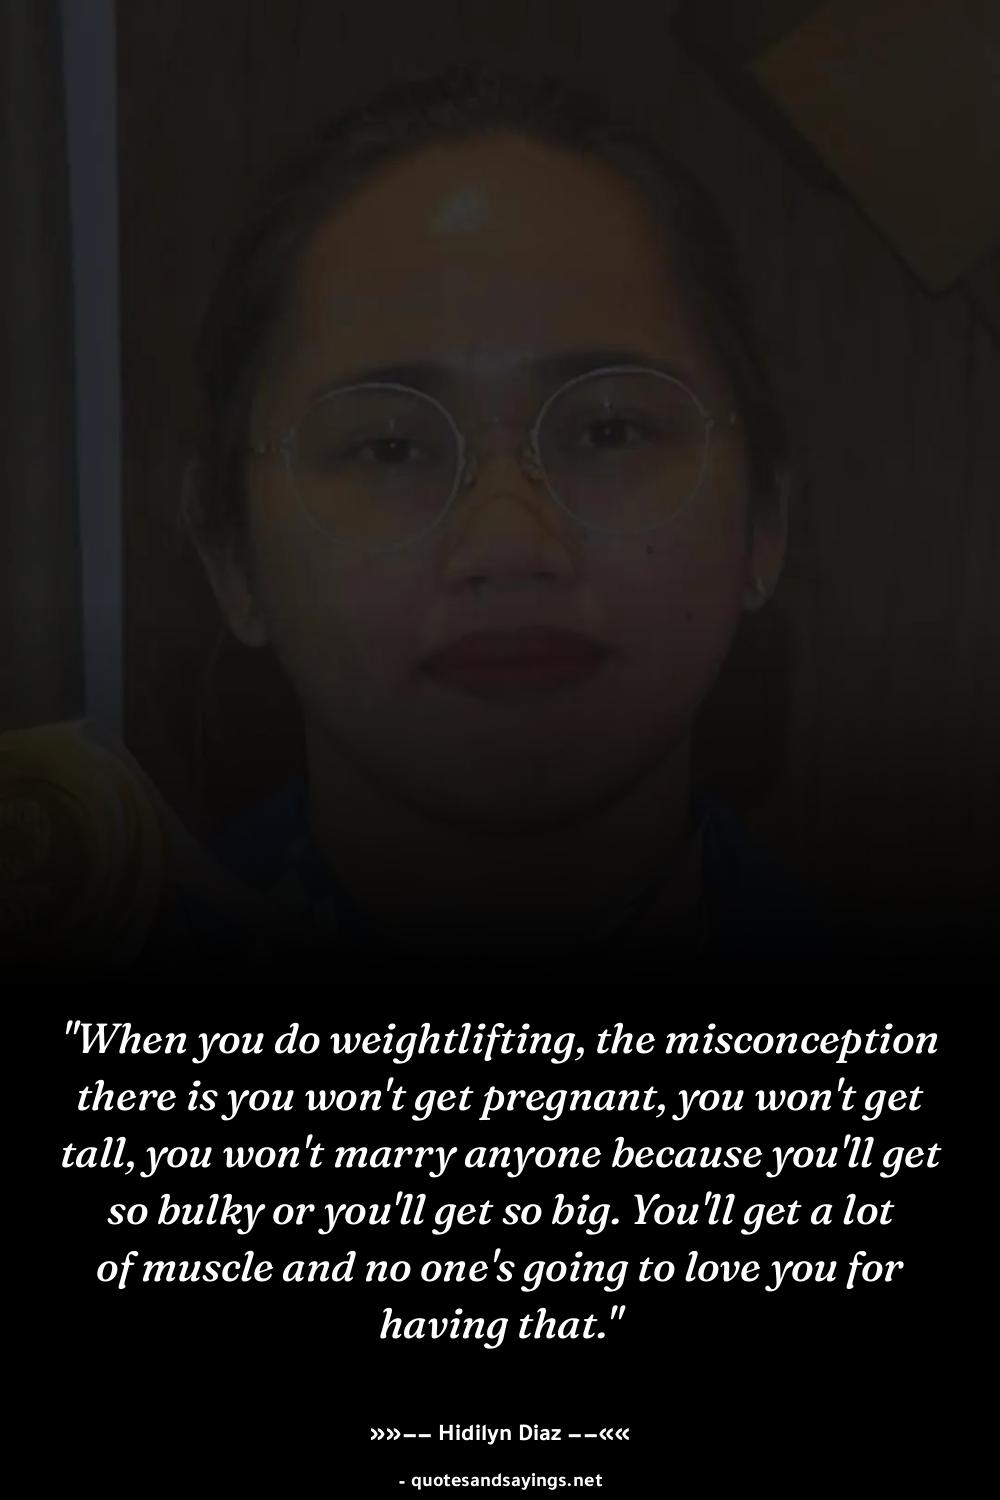 "When you do weightlifting, the misconception
there is you won't get pregnant, you won't get
tall, you won't marry anyone because you'll get
so bulky or you'll get so big. You'll get a lot
of muscle and no one's going to love you for
having that."
»»–– Hidilyn Diaz ––««
- quotesandsayings.net